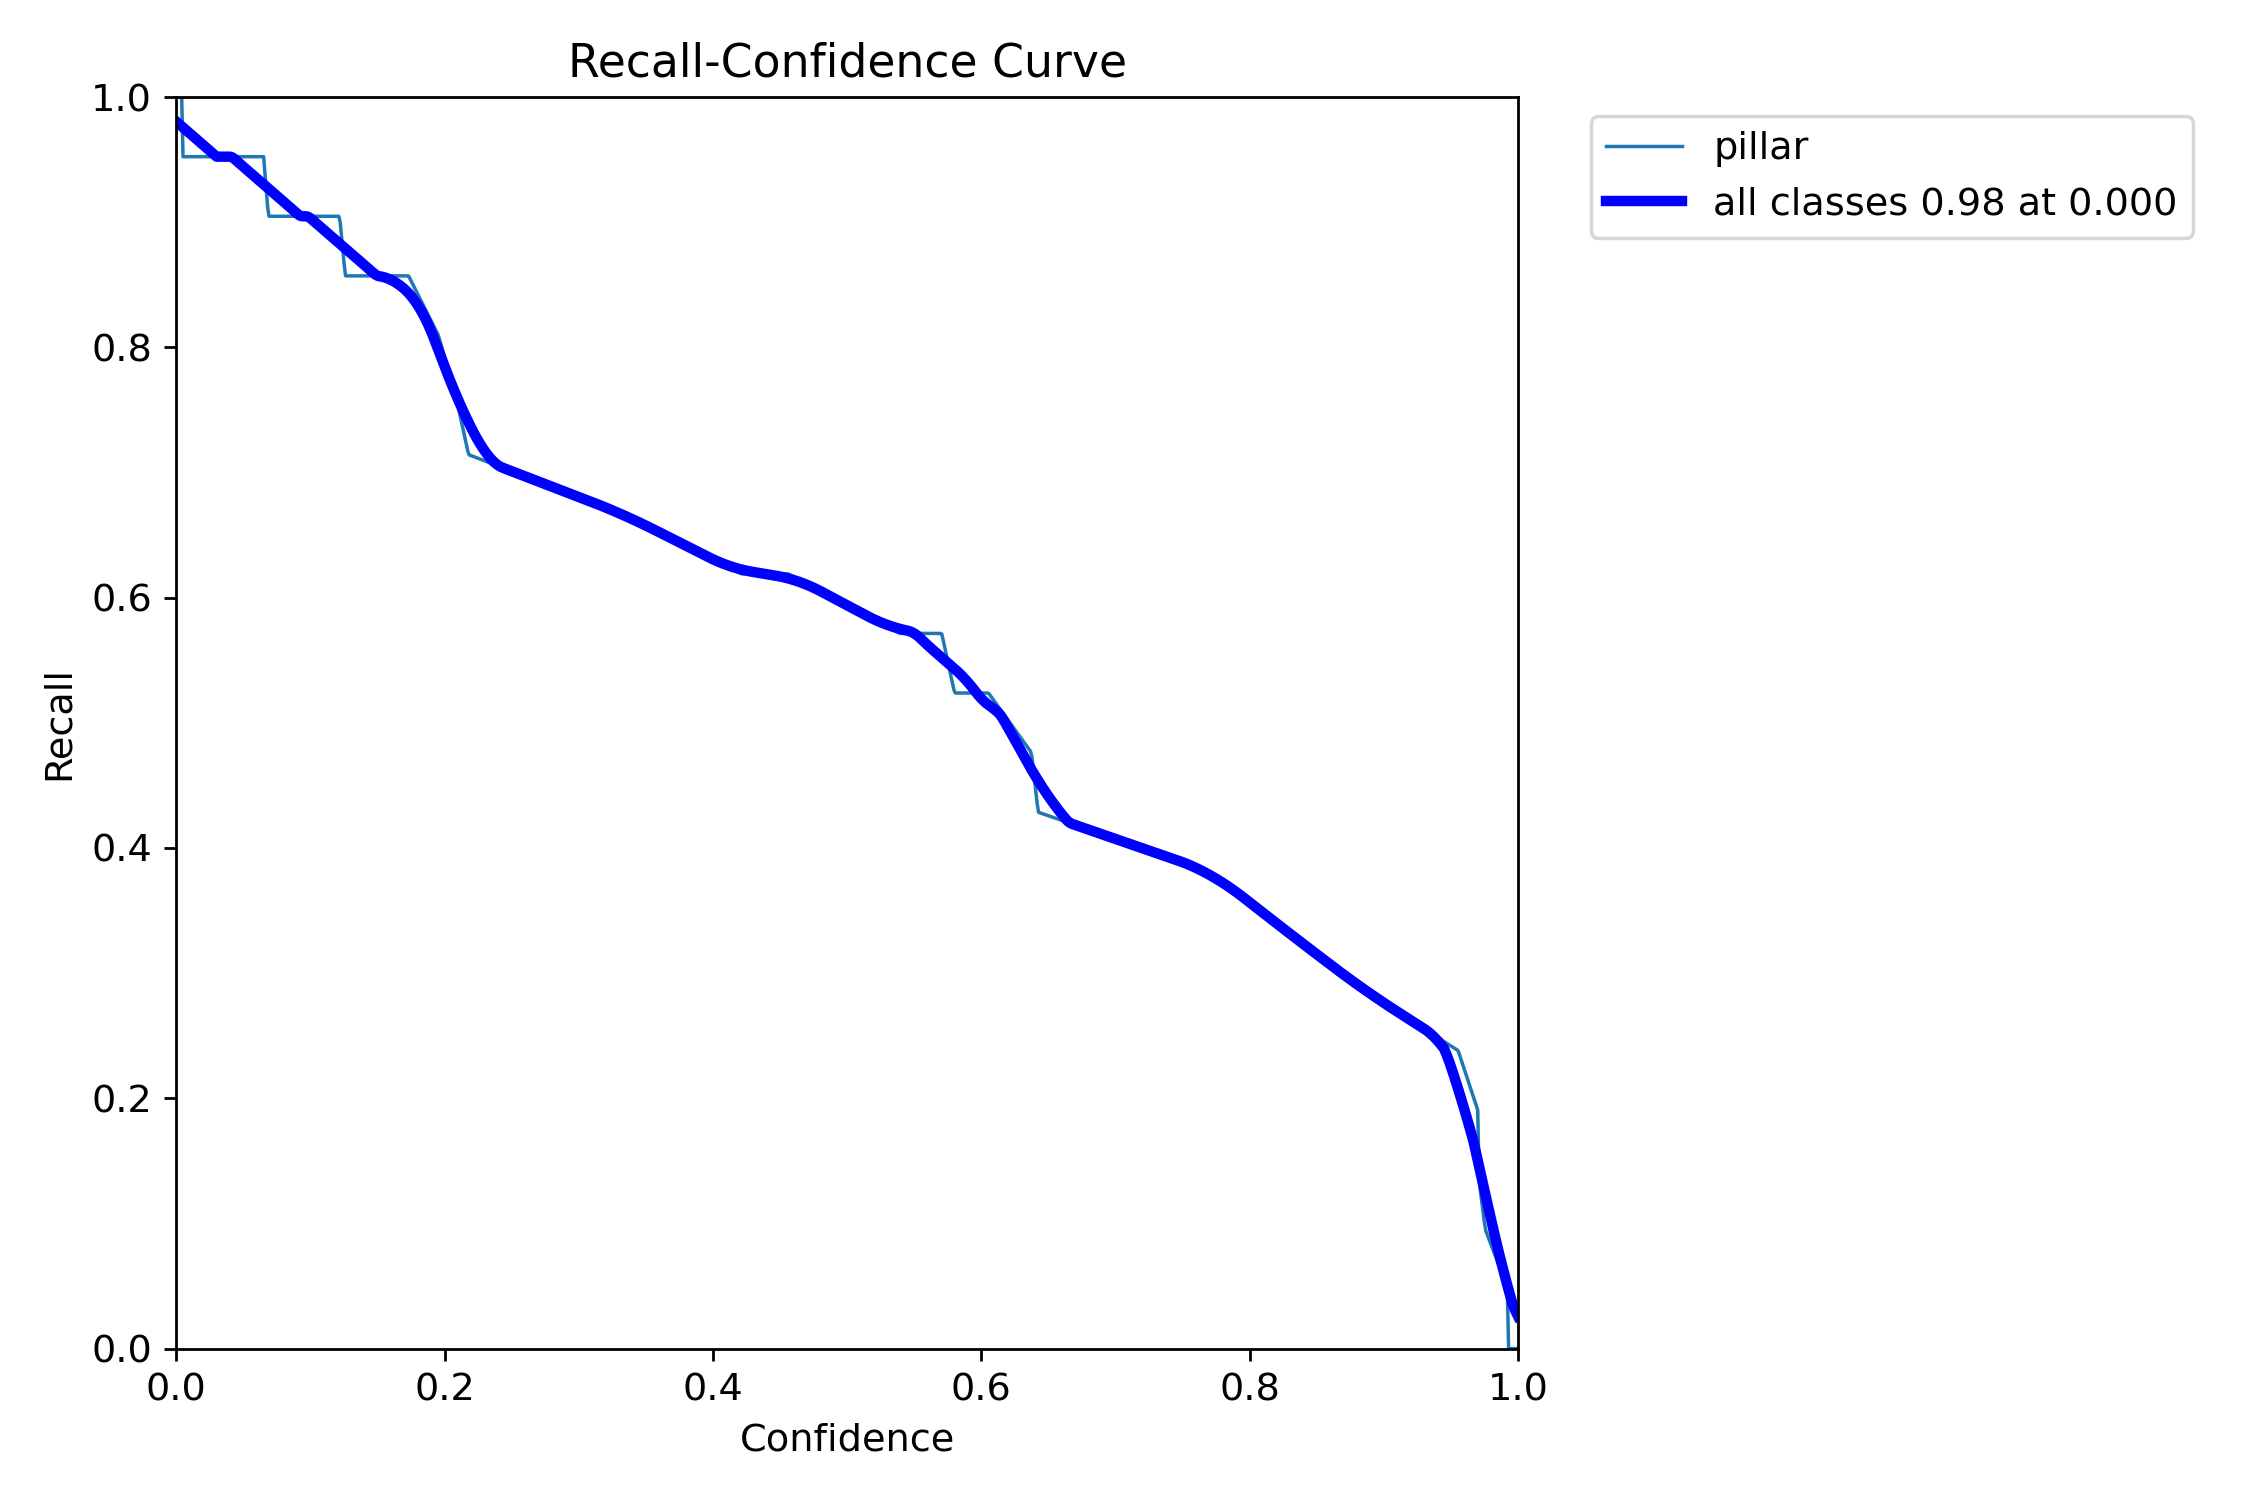 Recall-Confidence Curve
1.0
0.8
0.6
0.4
0.2
0.0
Recall
0.0 0.2 0.4 0.6 0.8 1.0
Confidence
pillar
all classes 0.98 at 0.000